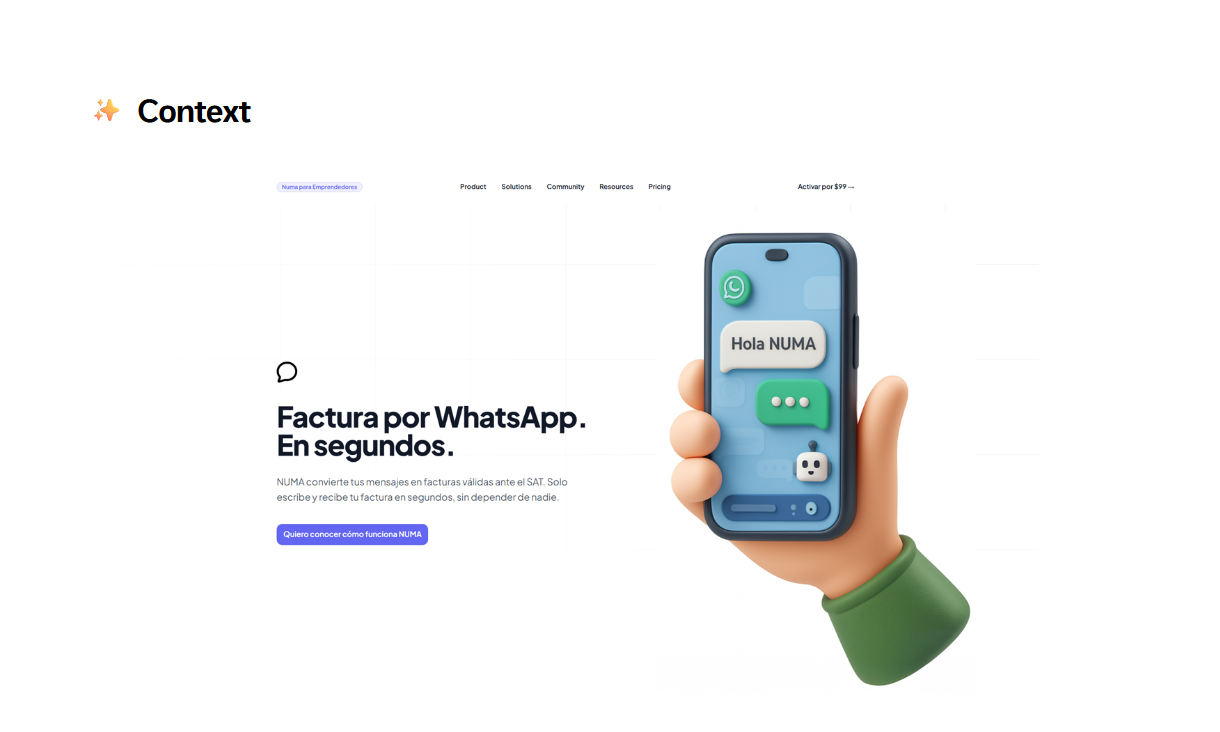 Context
Numa para Emprendedores
Product Solutions Community Resources Pricing
Activar por $99 →
Hola NUMA
Factura por WhatsApp.
En segundos.
NUMA convierte tus mensajes en facturas válidas ante el SAT. Solo
escribe y recibe tu factura en segundos, sin depender de nadie.
Quiero conocer cómo funciona NUMA